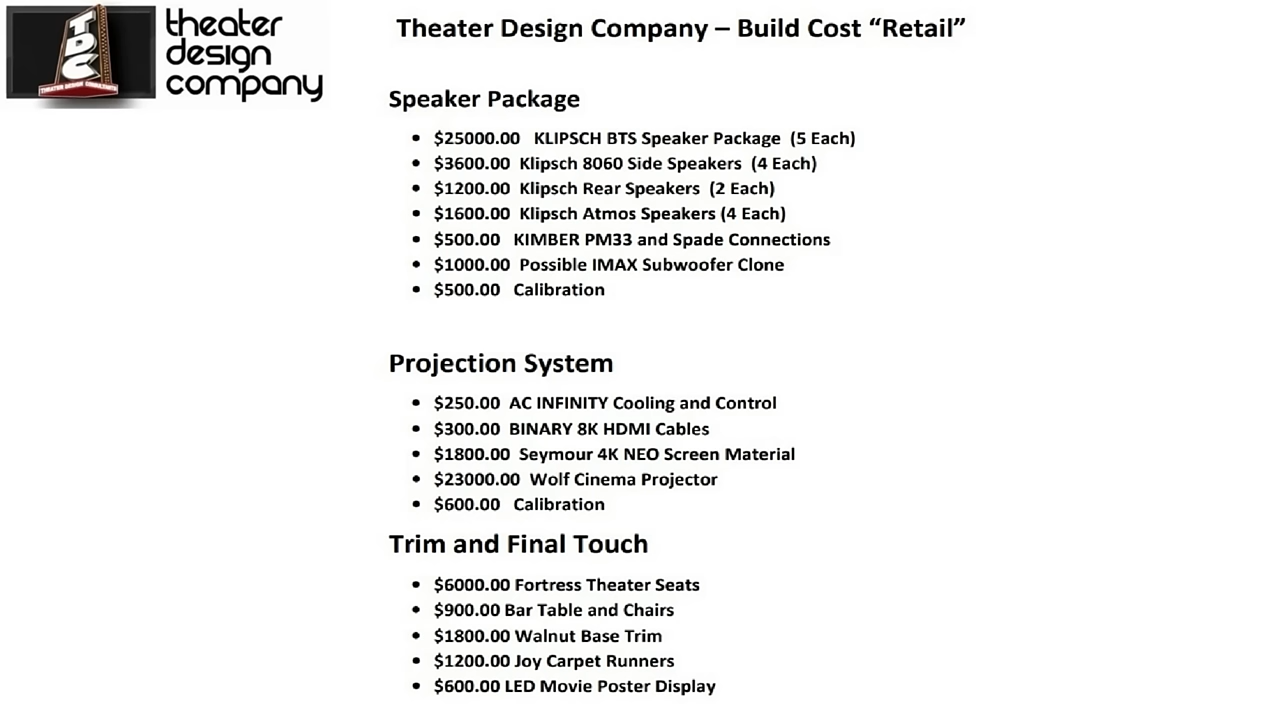 TDC
THEATER DESIGN CONSULTANTS
theater
design
company
Theater Design Company – Build Cost “Retail”
Speaker Package
• $25000.00 KLIPSCH BTS Speaker Package (5 Each)
• $3600.00 Klipsch 8060 Side Speakers (4 Each)
• $1200.00 Klipsch Rear Speakers (2 Each)
• $1600.00 Klipsch Atmos Speakers (4 Each)
• $500.00 KIMBER PM33 and Spade Connections
• $1000.00 Possible IMAX Subwoofer Clone
• $500.00 Calibration
Projection System
• $250.00 AC INFINITY Cooling and Control
• $300.00 BINARY 8K HDMI Cables
• $1800.00 Seymour 4K NEO Screen Material
• $23000.00 Wolf Cinema Projector
• $600.00 Calibration
Trim and Final Touch
• $6000.00 Fortress Theater Seats
• $900.00 Bar Table and Chairs
• $1800.00 Walnut Base Trim
• $1200.00 Joy Carpet Runners
• $600.00 LED Movie Poster Display